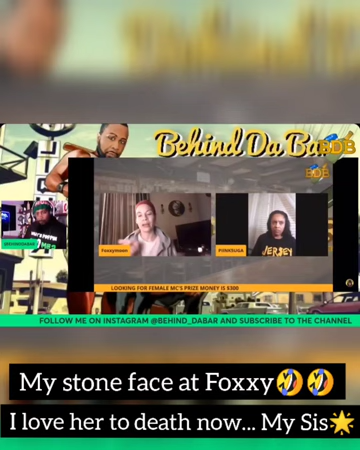 Behind Da Bar
BDB
BDB
Foxxymoon
JERSEY
LOOKING FOR FEMALE MC'S PRIZE MONEY IS $300
FOLLOW ME ON INSTAGRAM @BEHIND_DABAR AND SUBSCRIBE TO THE CHANNEL
My stone face at Foxxy🤣🤣
I love her to death now... My Sis🌟